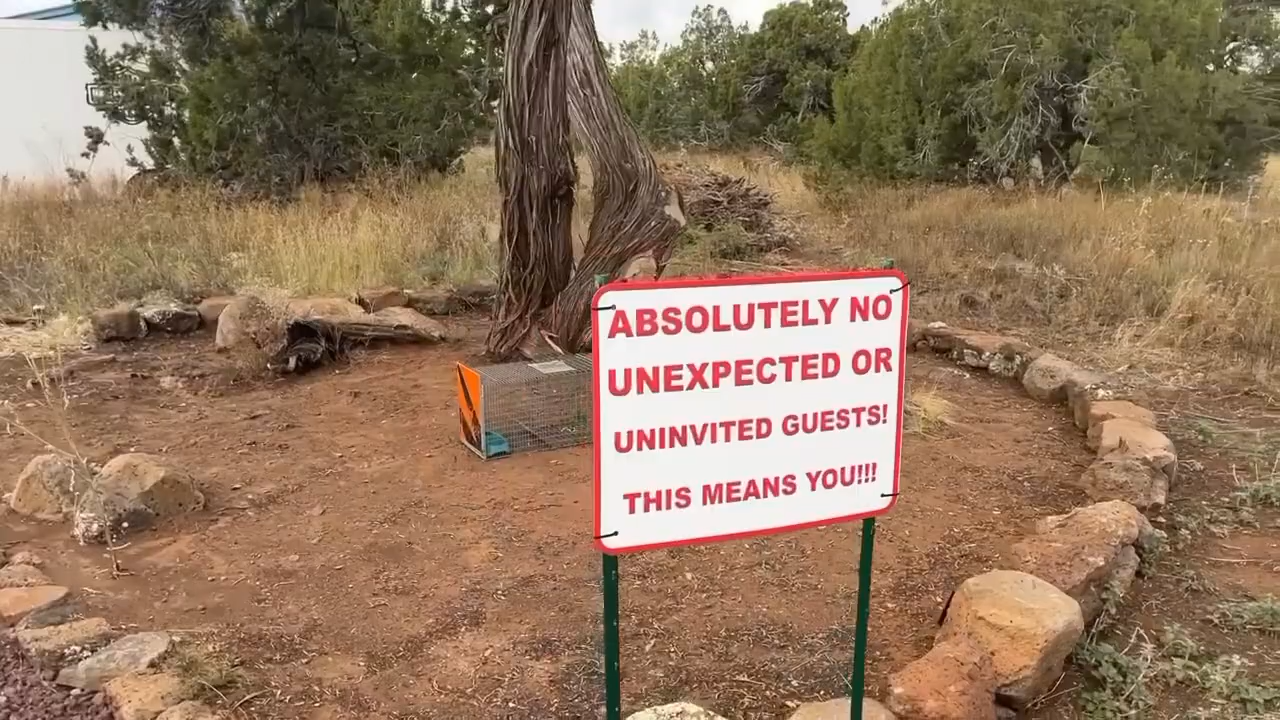 ABSOLUTELY NO
UNEXPECTED OR
UNINVITED GUESTS!
THIS MEANS YOU!!!